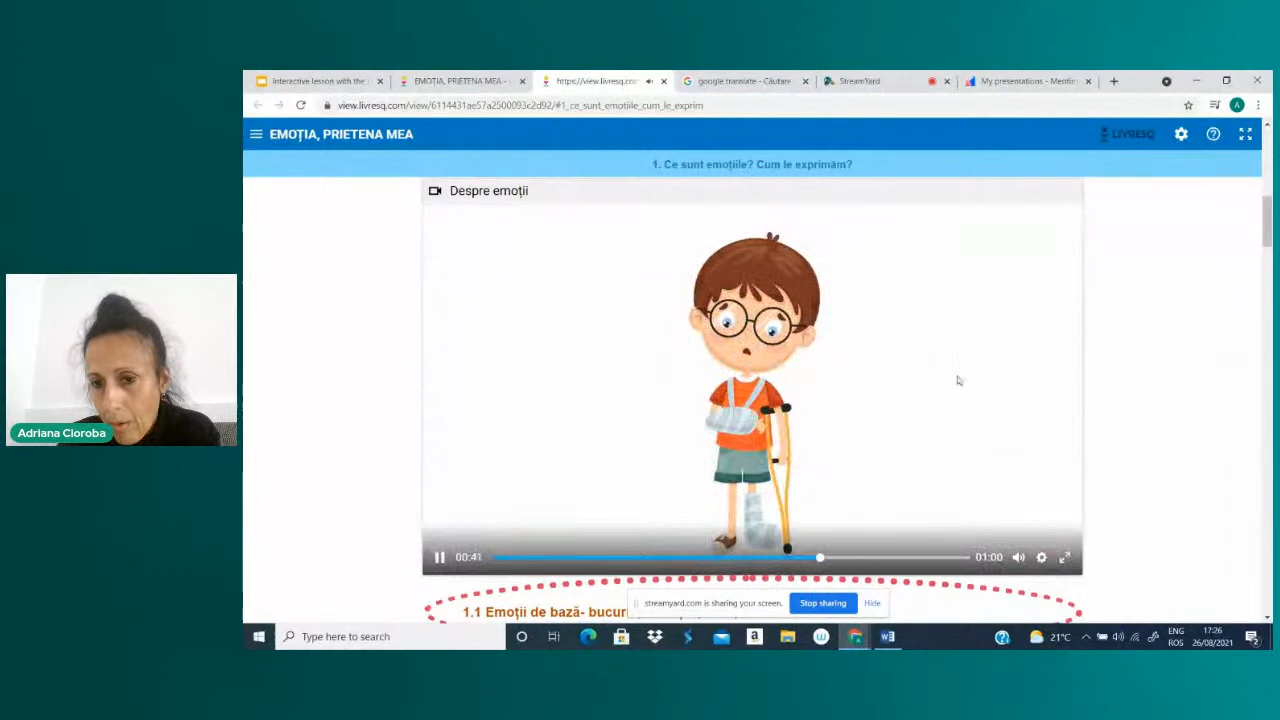 Interactive lesson with the
EMOȚIA, PRIETENA MEA -
https://view.livresq.com
google translate - Căutare
StreamYard
My presentations - Mentim
view.livresq.com/view/6114431ae57a2500093c2d92/#1_ce_sunt_emotiile_cum_le_exprim
A
EMOȚIA, PRIETENA MEA
LIVRESQ
1. Ce sunt emoțiile? Cum le exprimăm?
Despre emoții
Adriana Cioroba
00:41
01:00
1.1 Emoții de bază- bucur
streamyard.com is sharing your screen.
Stop sharing
Hide
Type here to search
21°C
ENG
ROS
17:26
26/08/2021
2